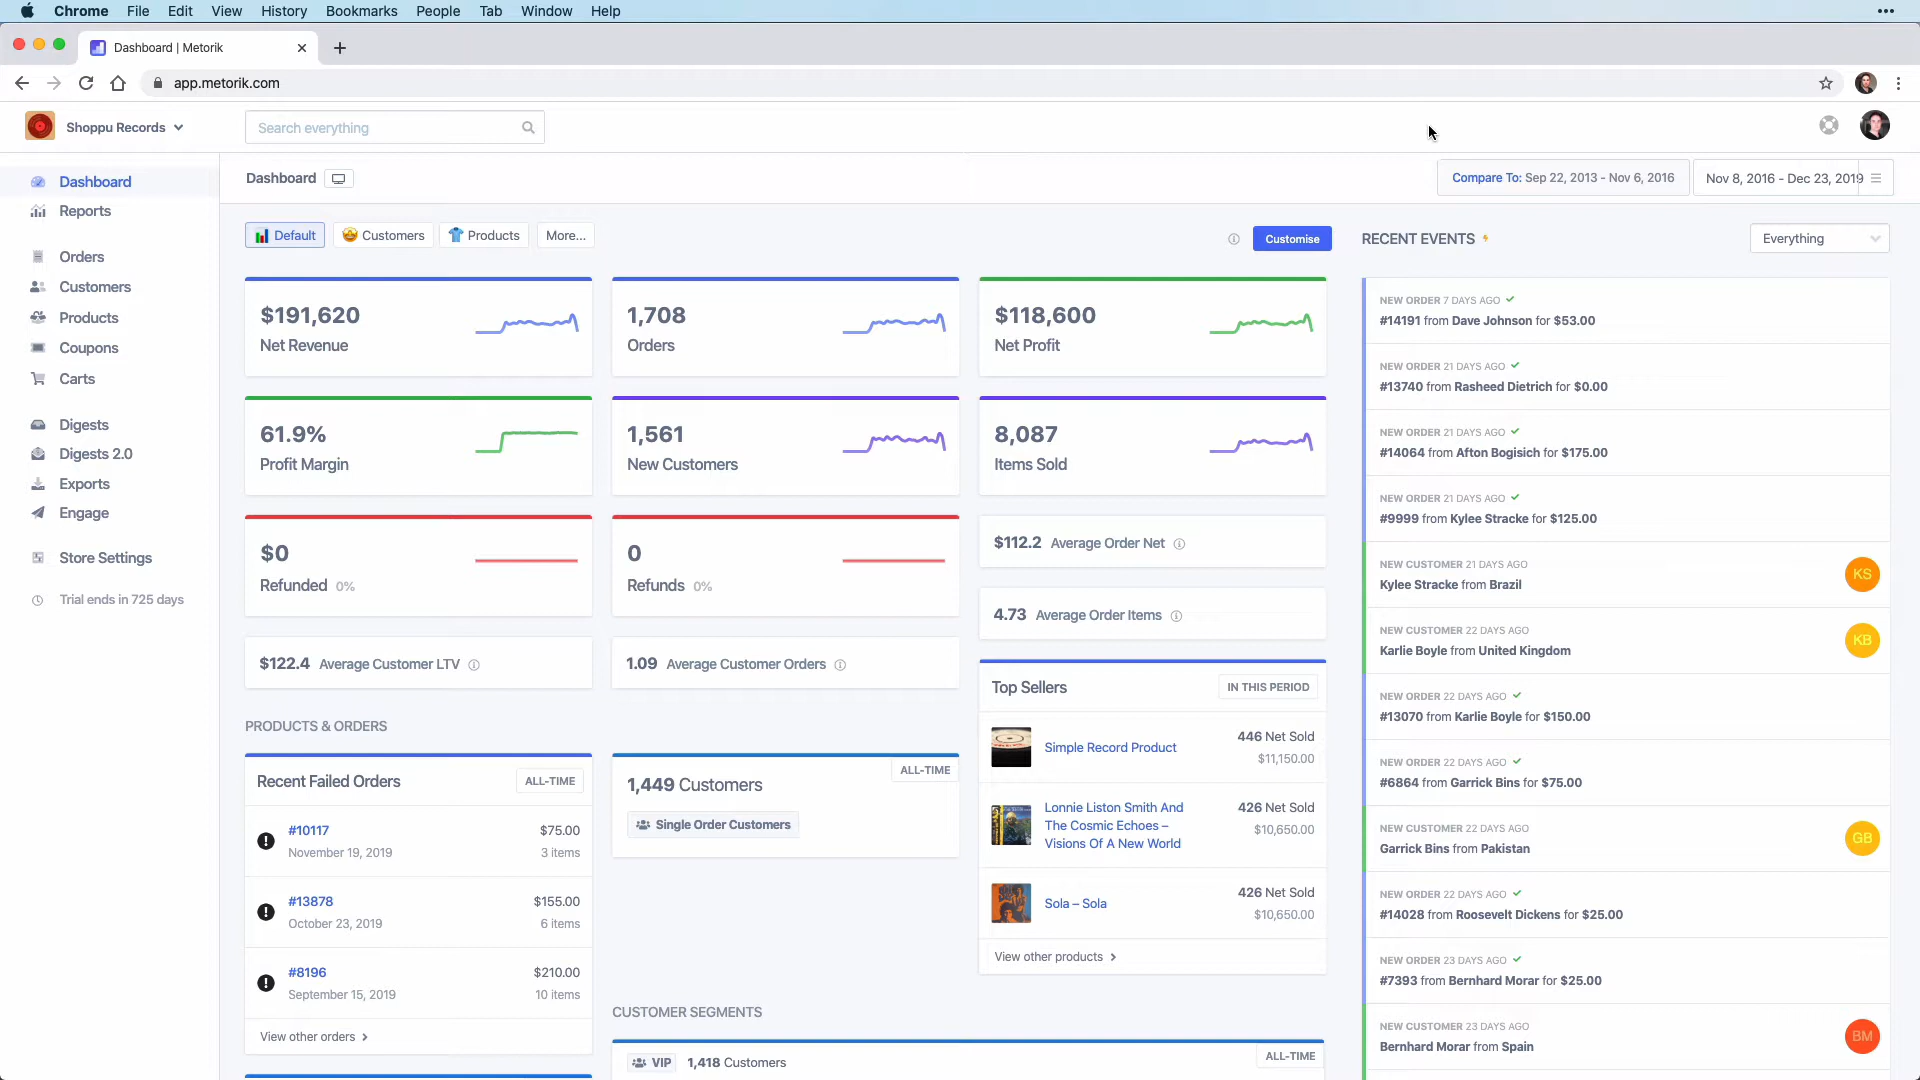 Chrome File Edit View History Bookmarks People Tab Window Help
Dashboard | Metorik
app.metorik.com
Shoppu Records
Search everything
Dashboard
Reports
Orders
Customers
Products
Coupons
Carts
Digests
Digests 2.0
Exports
Engage
Store Settings
Trial ends in 725 days
Dashboard
Compare To: Sep 22, 2013 - Nov 6, 2016
Nov 8, 2016 - Dec 23, 2019
Default
Customers
Products
More...
Customise
$191,620
Net Revenue
1,708
Orders
$118,600
Net Profit
61.9%
Profit Margin
1,561
New Customers
8,087
Items Sold
$0
Refunded 0%
0
Refunds 0%
$112.2 Average Order Net
4.73 Average Order Items
$122.4 Average Customer LTV
1.09 Average Customer Orders
PRODUCTS & ORDERS
Recent Failed Orders
ALL-TIME
#10117 $75.00
November 19, 2019 3 items
#13878 $155.00
October 23, 2019 6 items
#8196 $210.00
September 15, 2019 10 items
View other orders
ALL-TIME
1,449 Customers
Single Order Customers
Top Sellers
IN THIS PERIOD
Simple Record Product
446 Net Sold
$11,150.00
Lonnie Liston Smith And
The Cosmic Echoes –
Visions Of A New World
426 Net Sold
$10,650.00
Sola – Sola
426 Net Sold
$10,650.00
View other products
CUSTOMER SEGMENTS
VIP 1,418 Customers
ALL-TIME
RECENT EVENTS
Everything
NEW ORDER 7 DAYS AGO
#14191 from Dave Johnson for $53.00
NEW ORDER 21 DAYS AGO
#13740 from Rasheed Dietrich for $0.00
NEW ORDER 21 DAYS AGO
#14064 from Afton Bogisich for $175.00
NEW ORDER 21 DAYS AGO
#9999 from Kylee Stracke for $125.00
NEW CUSTOMER 21 DAYS AGO
Kylee Stracke from Brazil
KS
NEW CUSTOMER 22 DAYS AGO
Karlie Boyle from United Kingdom
KB
NEW ORDER 22 DAYS AGO
#13070 from Karlie Boyle for $150.00
NEW ORDER 22 DAYS AGO
#6864 from Garrick Bins for $75.00
NEW CUSTOMER 22 DAYS AGO
Garrick Bins from Pakistan
GB
NEW ORDER 22 DAYS AGO
#14028 from Roosevelt Dickens for $25.00
NEW ORDER 23 DAYS AGO
#7393 from Bernhard Morar for $25.00
NEW CUSTOMER 23 DAYS AGO
Bernhard Morar from Spain
BM